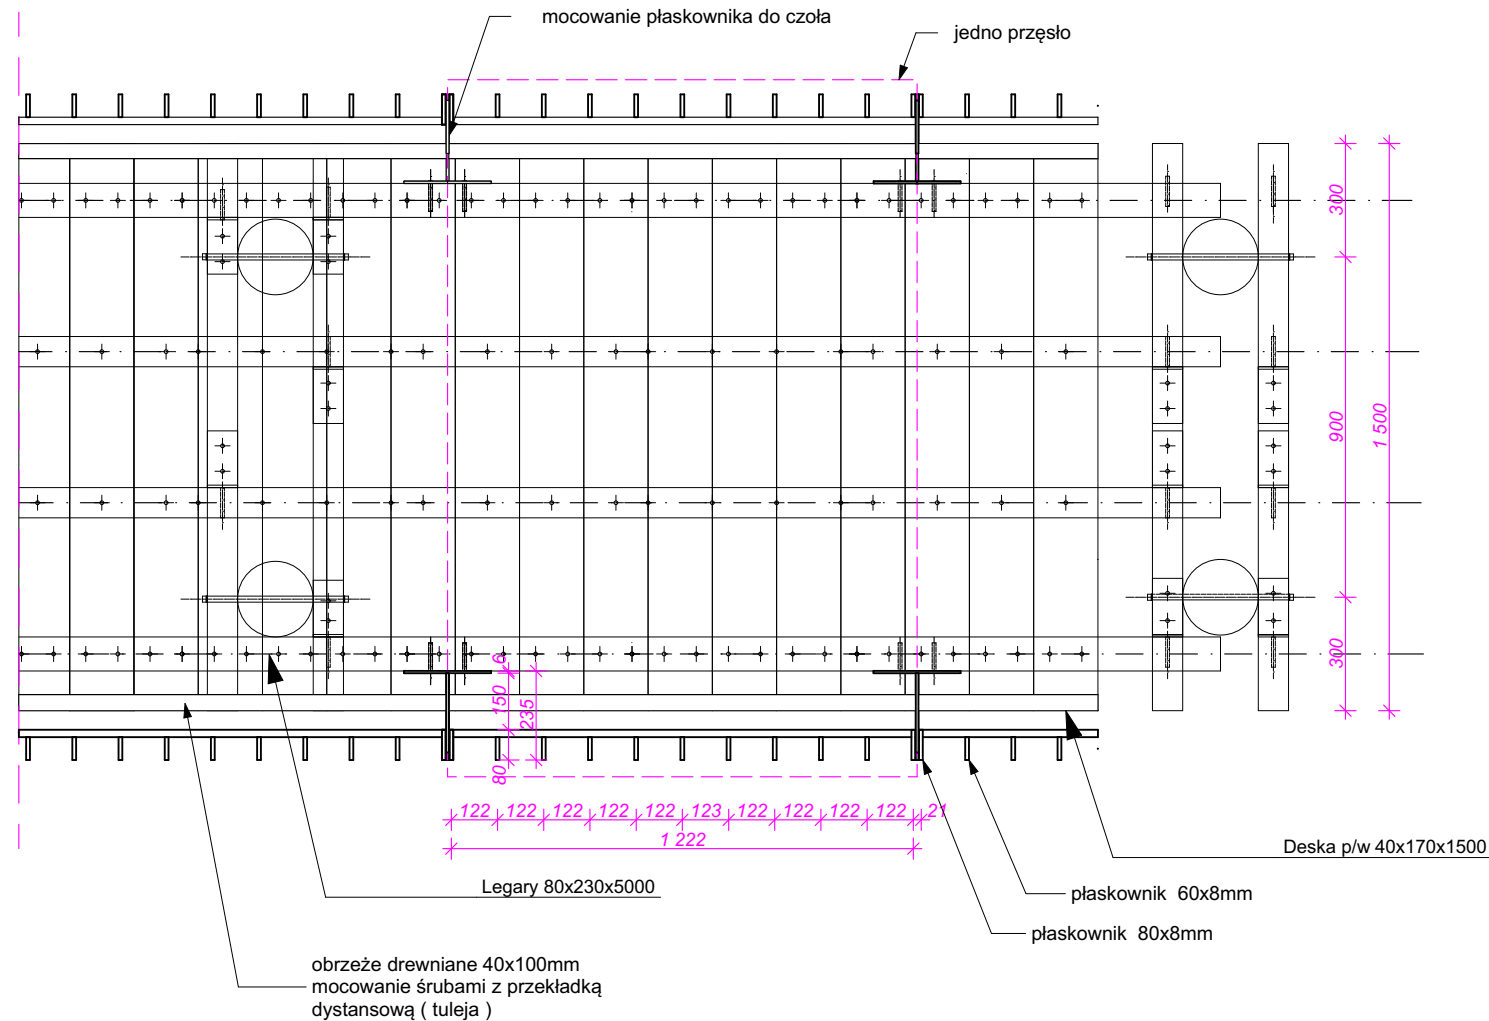 mocowanie płaskownika do czoła
jedno przęsło
300
900
1 500
300
6
150
235
80
122 122 122 122 122 123 122 122 122 122 21
1 222
Deska p/w 40x170x1500
Legary 80x230x5000
płaskownik 60x8mm
płaskownik 80x8mm
obrzeże drewniane 40x100mm
mocowanie śrubami z przekładką
dystansową ( tuleja )